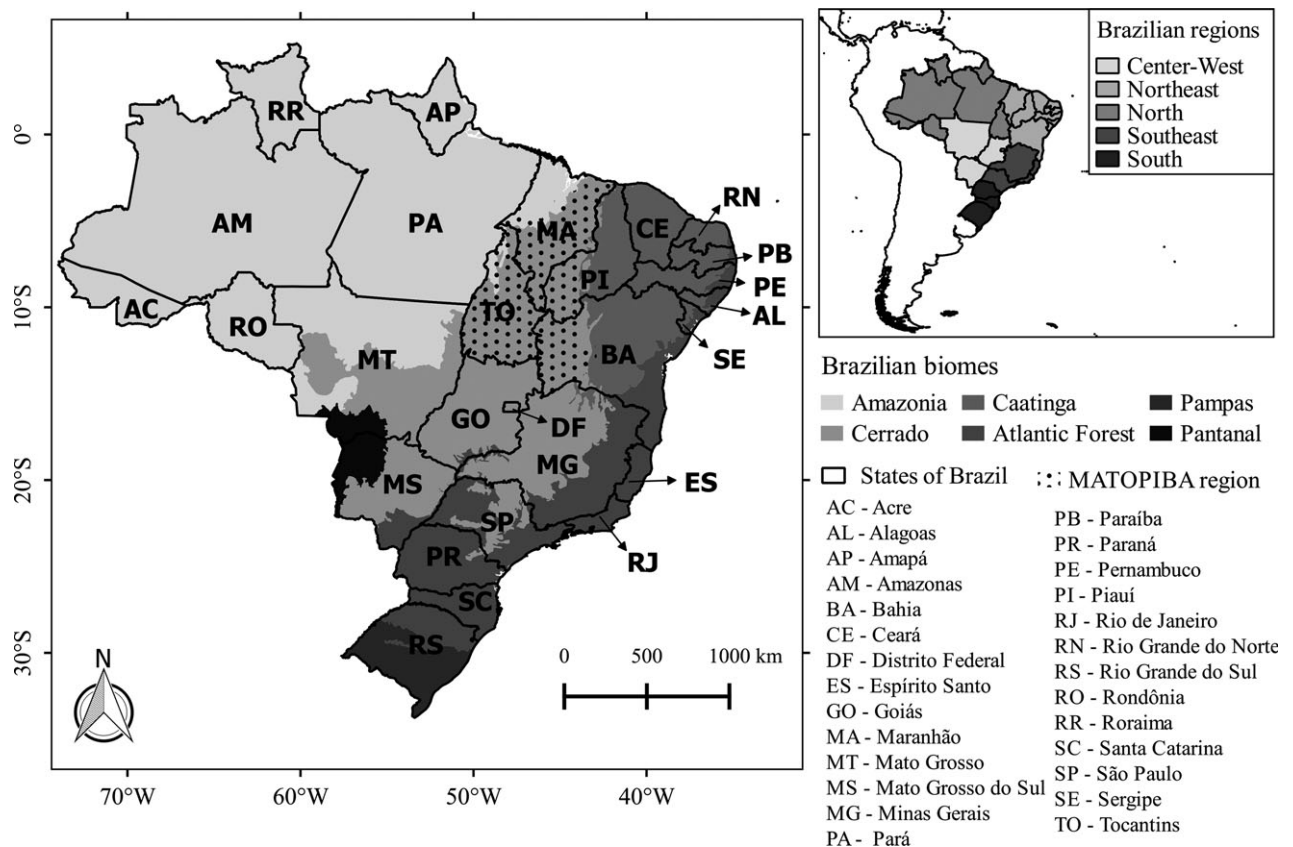 RR
AP
0°
RN
AM
PA
MA
CE
PB
PI
PE
AC
TO
10°S
AL
RO
BA
SE
MT
GO
DF
MG
MS
20°S
ES
SP
PR
RJ
SC
RS
30°S
N
0 500 1000 km
70°W 60°W 50°W 40°W
Brazilian regions
Center-West
Northeast
North
Southeast
South
Brazilian biomes
Amazonia Caatinga Pampas
Cerrado Atlantic Forest Pantanal
States of Brazil MATOPIBA region
AC - Acre
AL - Alagoas
AP - Amapá
AM - Amazonas
BA - Bahia
CE - Ceará
DF - Distrito Federal
ES - Espírito Santo
GO - Goiás
MA - Maranhão
MT - Mato Grosso
MS - Mato Grosso do Sul
MG - Minas Gerais
PA - Pará
PB - Paraíba
PR - Paraná
PE - Pernambuco
PI - Piauí
RJ - Rio de Janeiro
RN - Rio Grande do Norte
RS - Rio Grande do Sul
RO - Rondônia
RR - Roraima
SC - Santa Catarina
SP - São Paulo
SE - Sergipe
TO - Tocantins